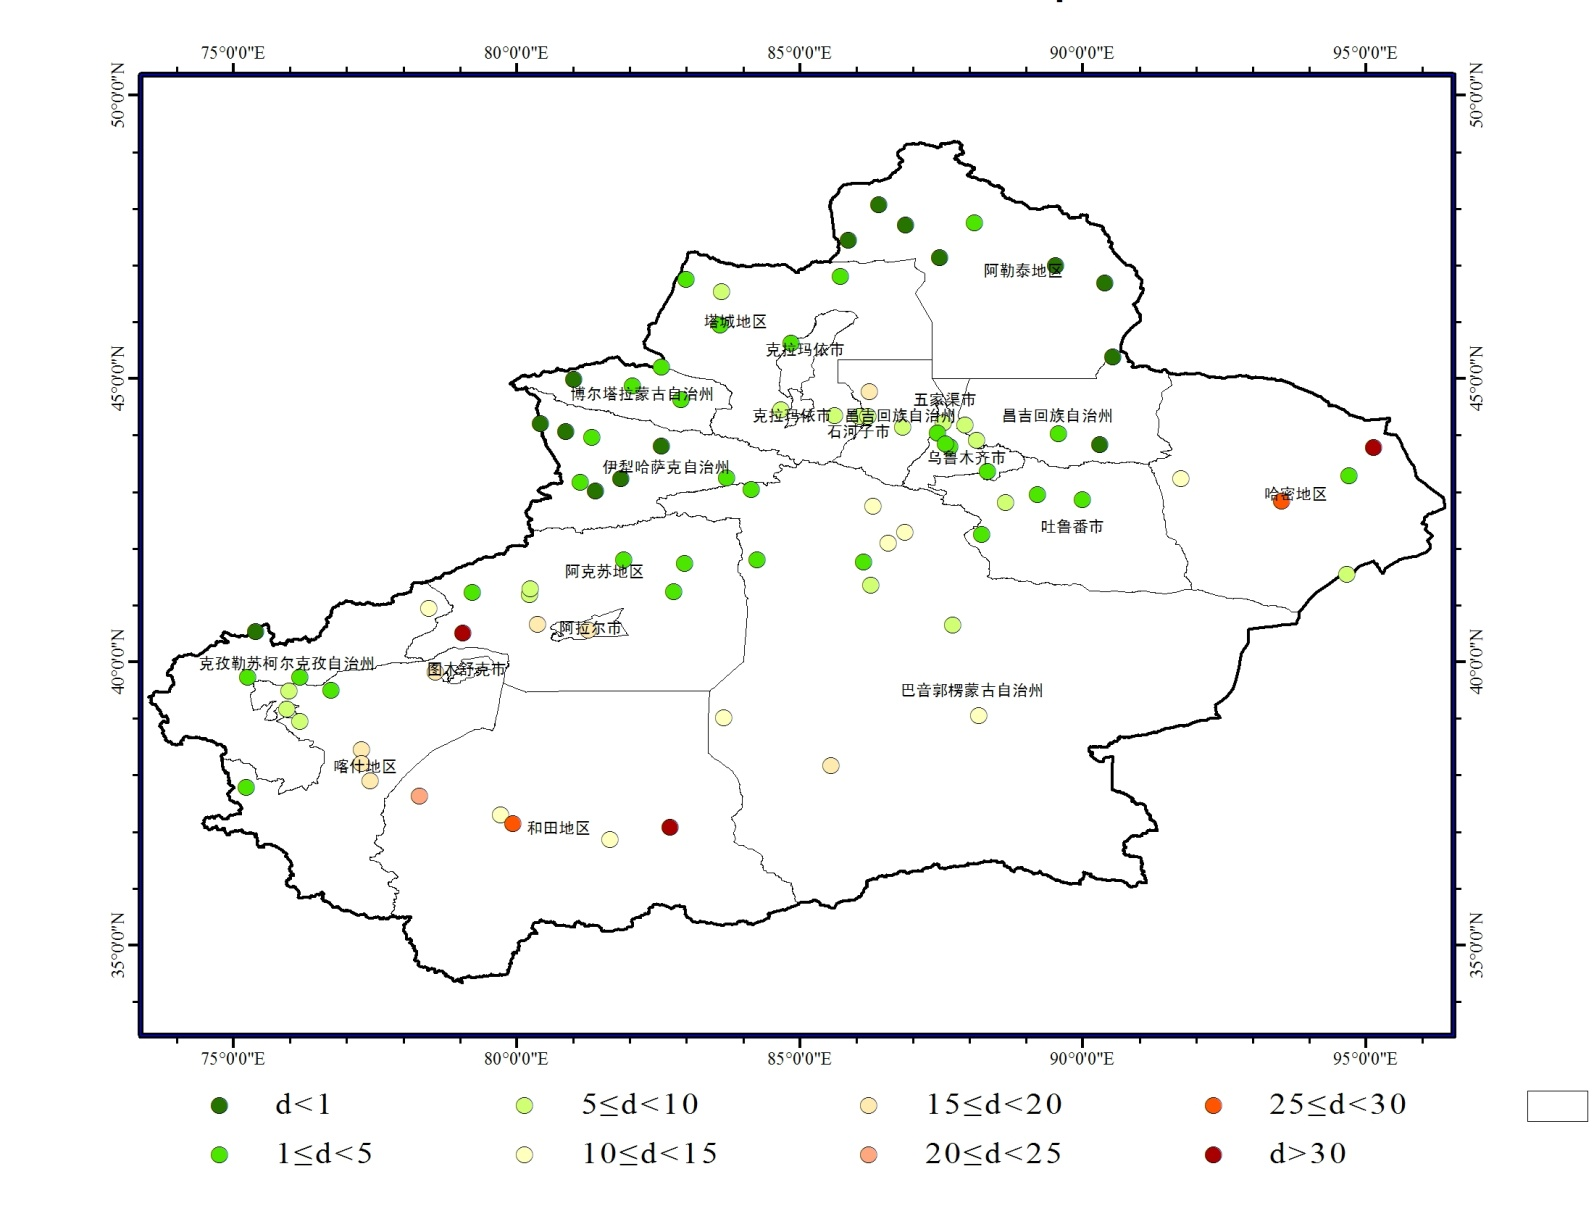 75°0'0"E 80°0'0"E 85°0'0"E 90°0'0"E 95°0'0"E
50°0'0"N 50°0'0"N
阿勒泰地区
塔城地区
克拉玛依市
45°0'0"N 45°0'0"N
博尔塔拉蒙古自治州
五家渠市
克拉玛依市 昌吉回族自治州 昌吉回族自治州
石河子市
乌鲁木齐市
伊犁哈萨克自治州
哈密地区
吐鲁番市
阿克苏地区
阿拉尔市
40°0'0"N 40°0'0"N
克孜勒苏柯尔克孜自治州
图木舒克市
巴音郭楞蒙古自治州
喀什地区
和田地区
35°0'0"N 35°0'0"N
75°0'0"E 80°0'0"E 85°0'0"E 90°0'0"E 95°0'0"E
d<1 5≤d<10 15≤d<20 25≤d<30
1≤d<5 10≤d<15 20≤d<25 d>30